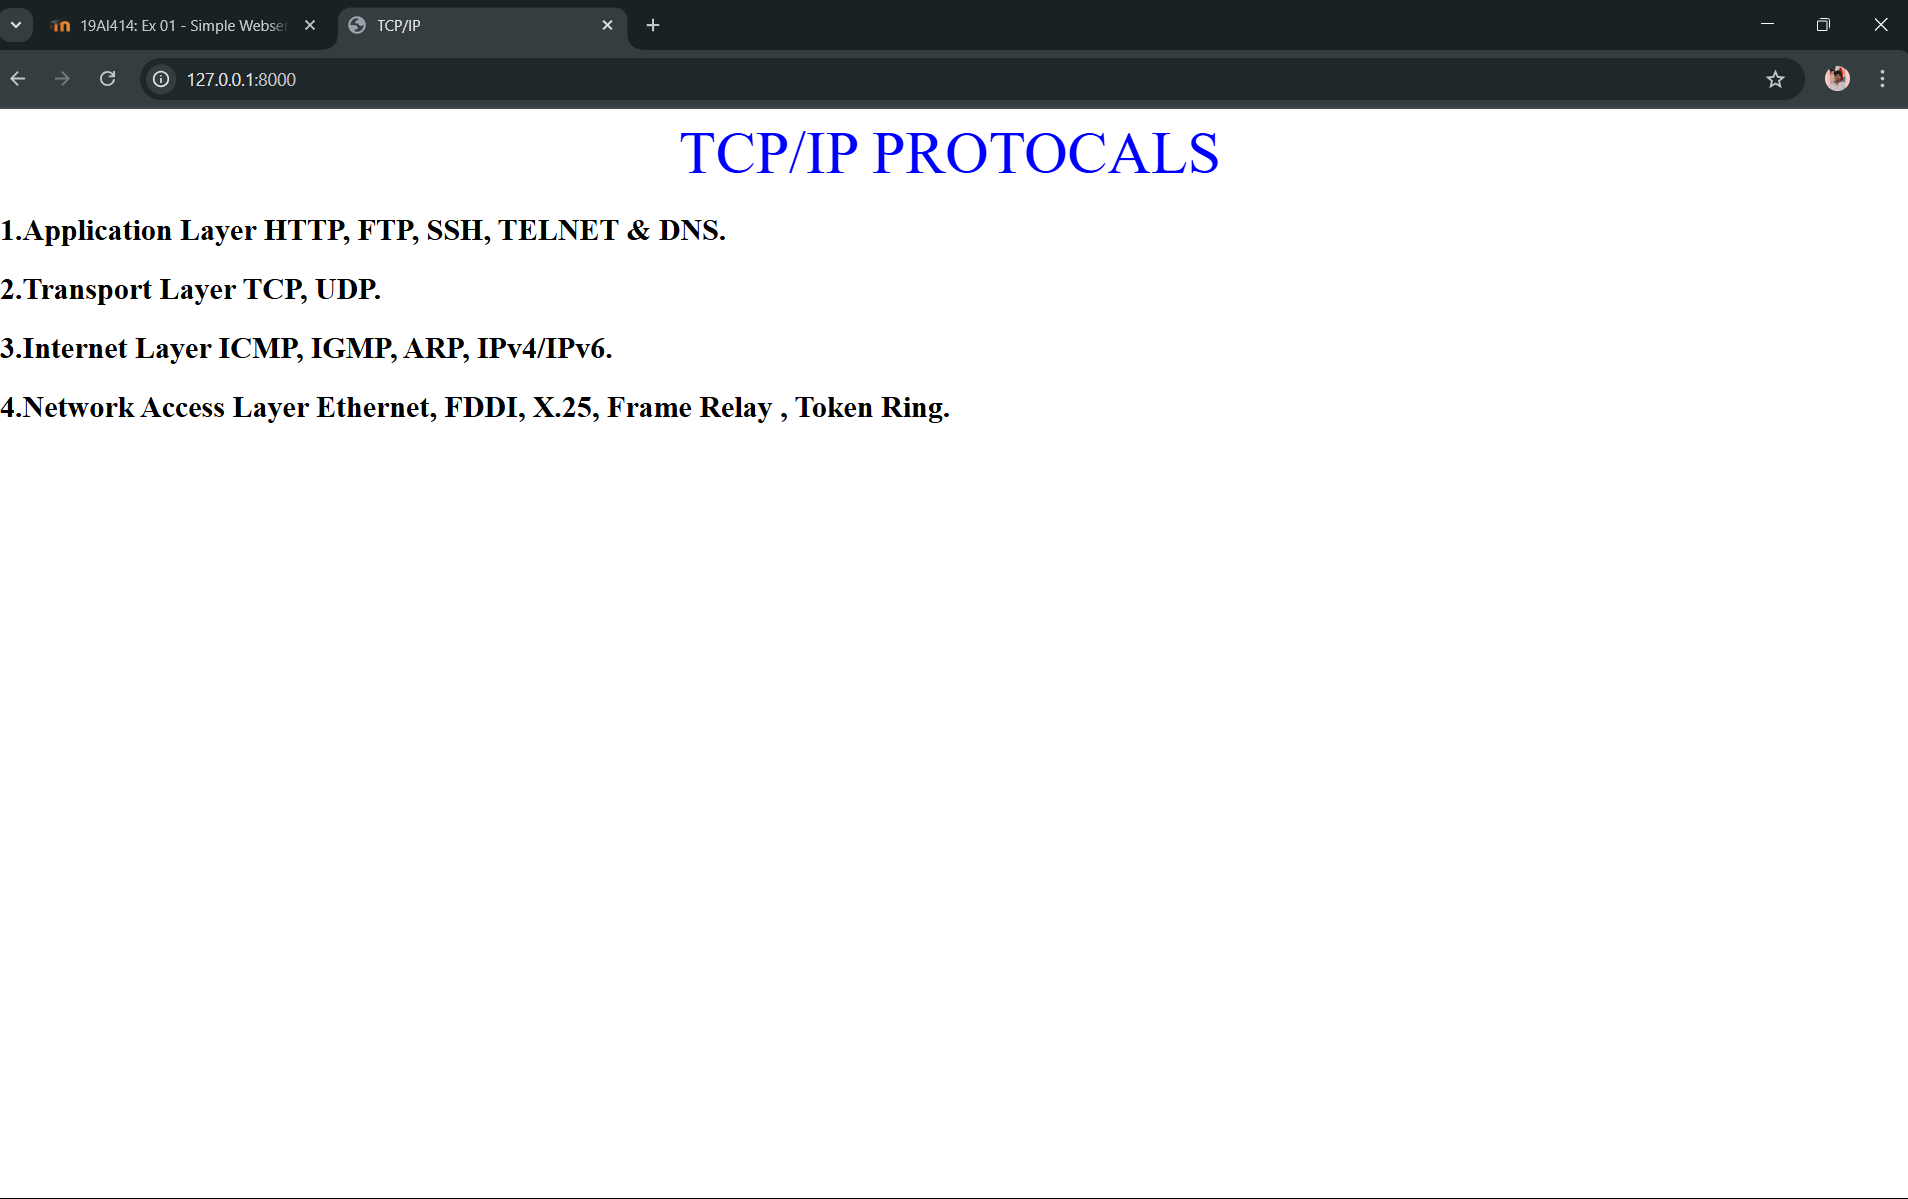 19AI414: Ex 01 - Simple Webser
TCP/IP
127.0.0.1:8000
TCP/IP PROTOCALS
1.Application Layer HTTP, FTP, SSH, TELNET & DNS.
2.Transport Layer TCP, UDP.
3.Internet Layer ICMP, IGMP, ARP, IPv4/IPv6.
4.Network Access Layer Ethernet, FDDI, X.25, Frame Relay , Token Ring.